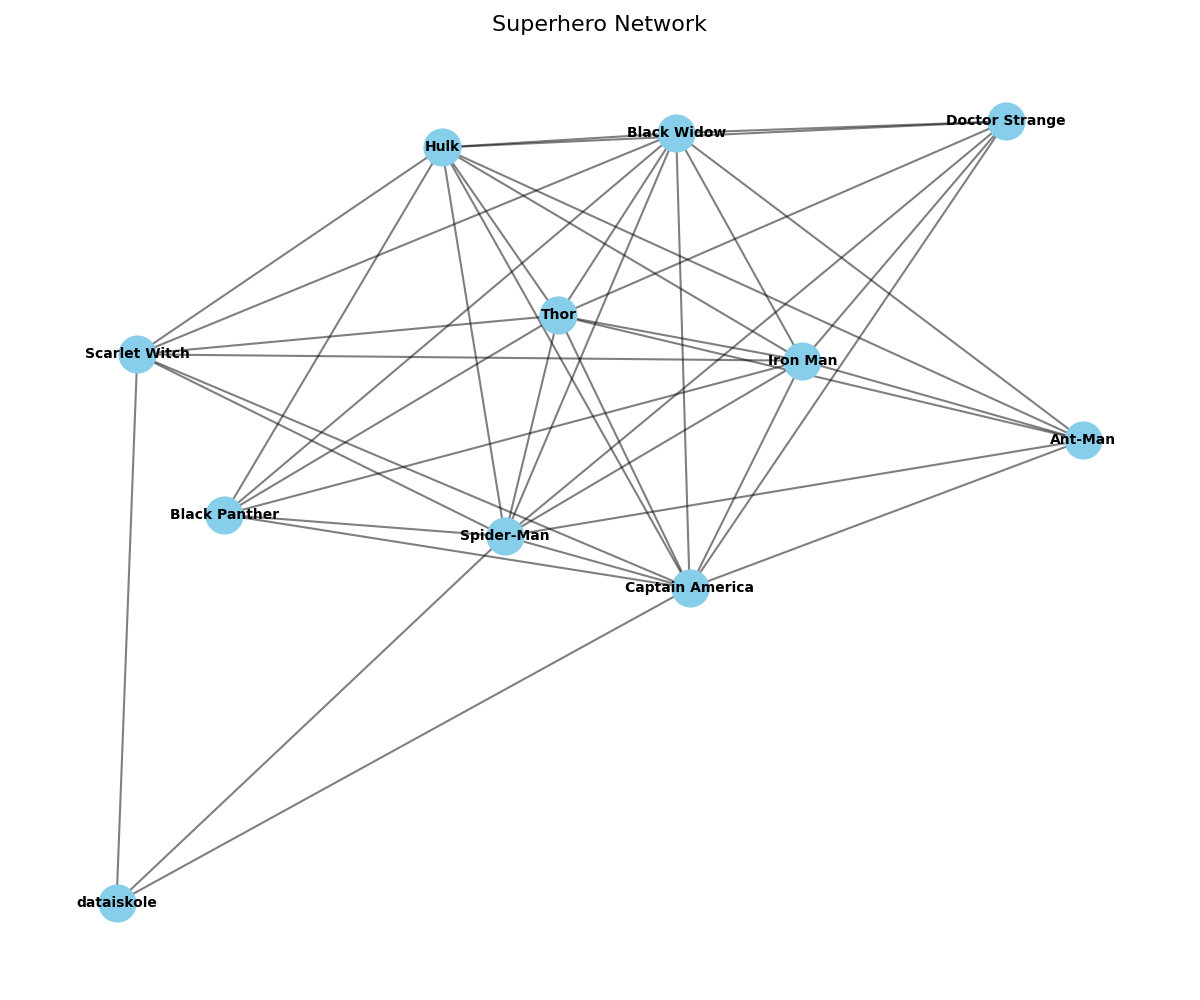 Superhero Network
Doctor Strange
Black Widow
Hulk
Thor
Scarlet Witch
Iron Man
Ant-Man
Black Panther
Spider-Man
Captain America
dataiskole